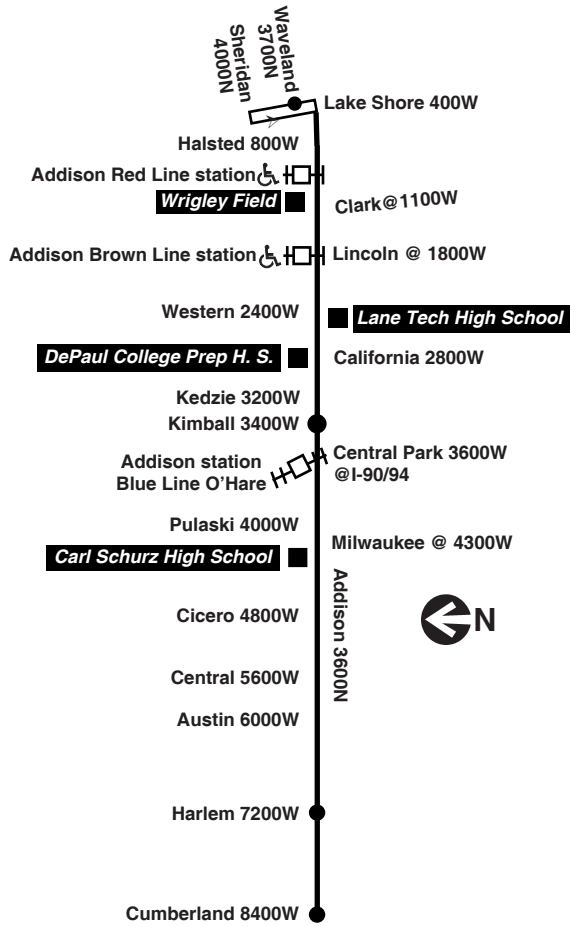 Waveland
3700N
Sheridan
4000N
Lake Shore 400W
Halsted 800W
Addison Red Line station
Wrigley Field
Clark@1100W
Addison Brown Line station
Lincoln @ 1800W
Western 2400W
Lane Tech High School
DePaul College Prep H. S.
California 2800W
Kedzie 3200W
Kimball 3400W
Central Park 3600W
@I-90/94
Addison station
Blue Line O'Hare
Pulaski 4000W
Milwaukee @ 4300W
Carl Schurz High School
Addison 3600N
Cicero 4800W
N
Central 5600W
Austin 6000W
Harlem 7200W
Cumberland 8400W